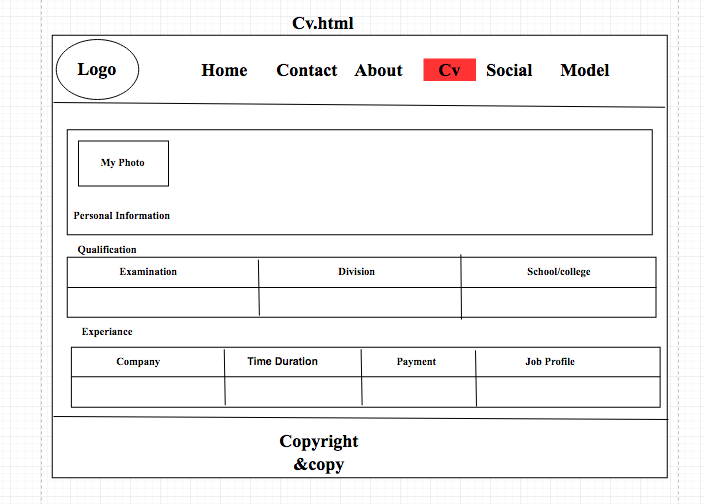 Cv.html
Logo Home Contact About Cv Social Model
My Photo
Personal Information
Qualification
Examination Division School/college
Experiance
Company Time Duration Payment Job Profile
Copyright
&copy